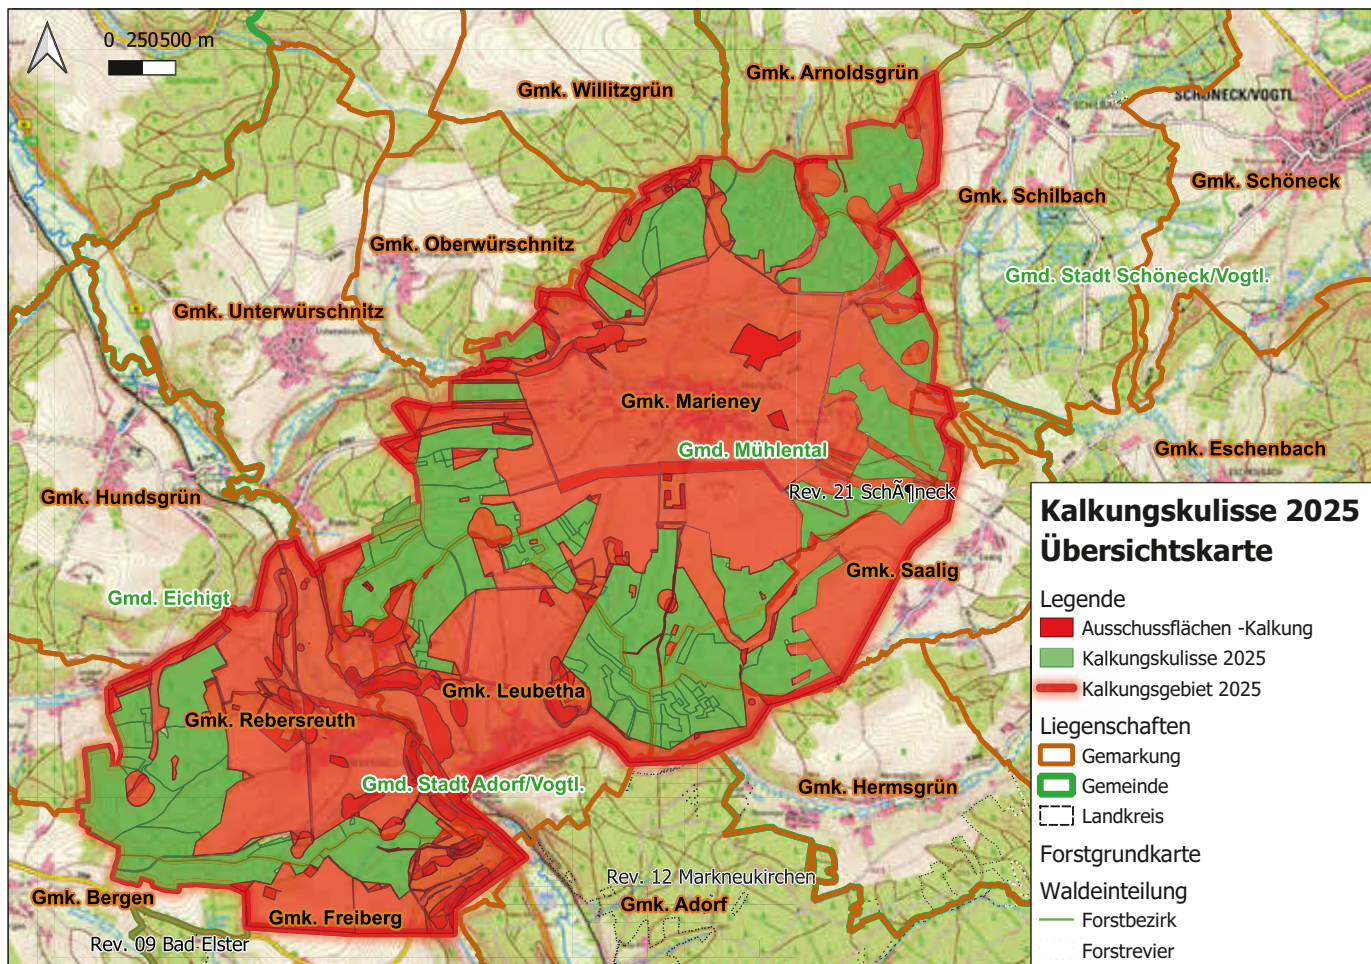 0 250500 m
Gmk. Arnoldsgrün
Gmk. Willitzgrün
SCHÖNECK/VOGTL.
Gmk. Schöneck
Gmk. Schilbach
Gmk. Oberwürschnitz
Gmd. Stadt Schöneck/Vogtl.
Gmk. Unterwürschnitz
Gmk. Marieney
Gmd. Mühlental
Gmk. Eschenbach
Rev. 21 SchÃ¶neck
Gmk. Hundsgrün
Gmk. Saalig
Gmd. Eichigt
Gmk. Leubetha
Gmk. Rebersreuth
Gmd. Stadt Adorf/Vogtl.
Gmk. Hermsgrün
Rev. 12 Markneukirchen
Gmk. Adorf
Gmk. Bergen
Gmk. Freiberg
Rev. 09 Bad Elster
Kalkungskulisse 2025
Übersichtskarte
Legende
Ausschussflächen -Kalkung
Kalkungskulisse 2025
Kalkungsgebiet 2025
Liegenschaften
Gemarkung
Gemeinde
Landkreis
Forstgrundkarte
Waldeinteilung
Forstbezirk
Forstrevier